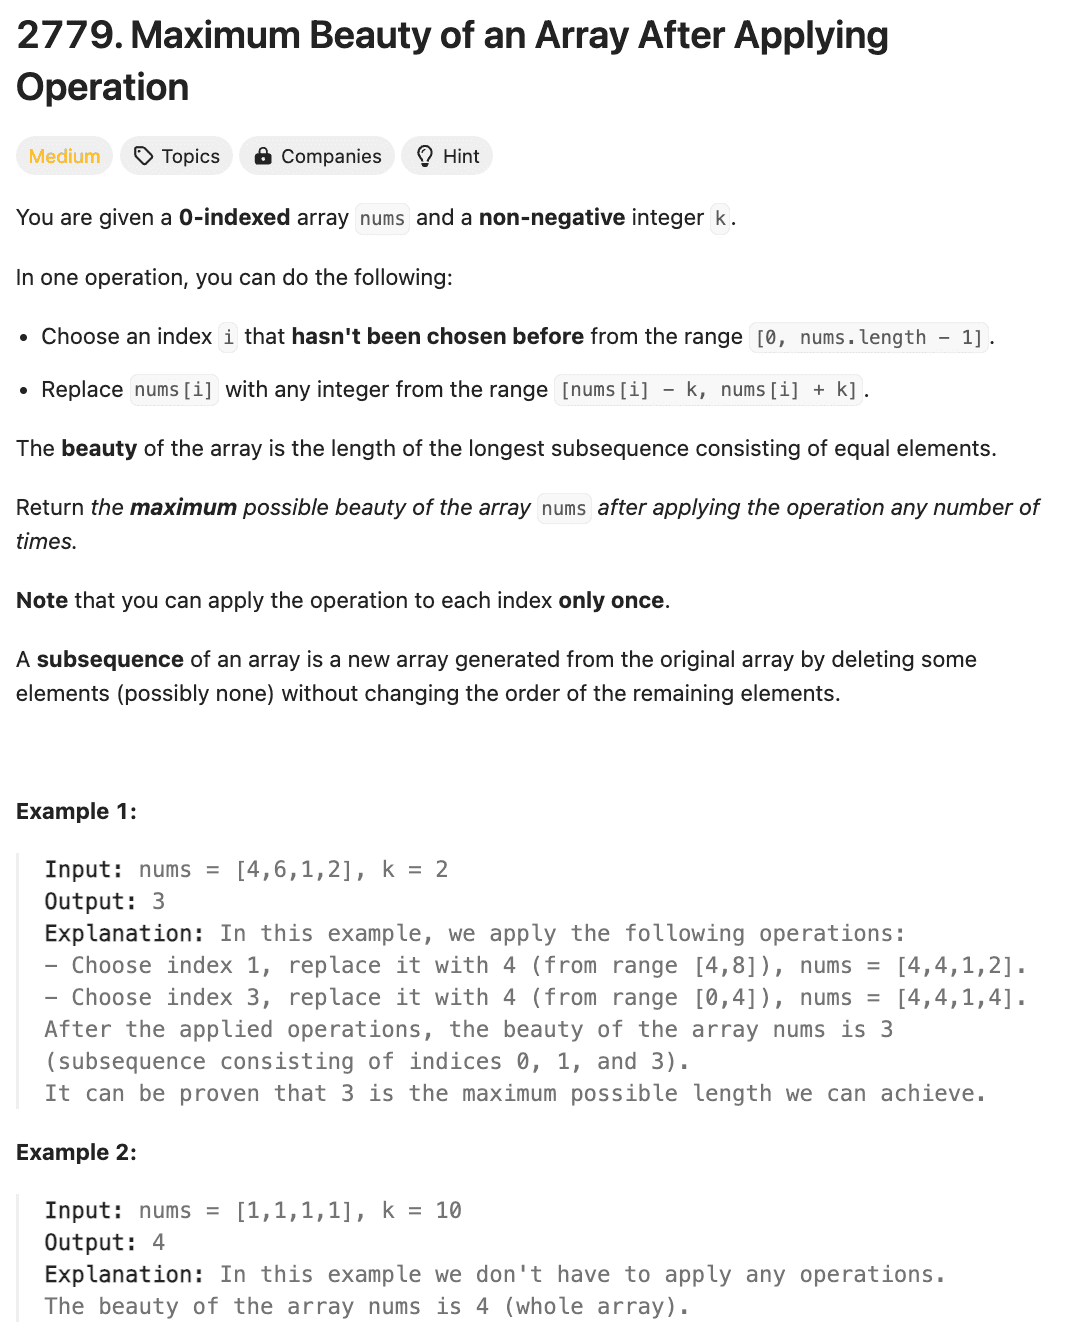 2779. Maximum Beauty of an Array After Applying
Operation
Medium Topics Companies Hint
You are given a 0-indexed array nums and a non-negative integer k.
In one operation, you can do the following:
• Choose an index i that hasn't been chosen before from the range [0, nums.length - 1].
• Replace nums[i] with any integer from the range [nums[i] - k, nums[i] + k].
The beauty of the array is the length of the longest subsequence consisting of equal elements.
Return the maximum possible beauty of the array nums after applying the operation any number of
times.
Note that you can apply the operation to each index only once.
A subsequence of an array is a new array generated from the original array by deleting some
elements (possibly none) without changing the order of the remaining elements.
Example 1:
Input: nums = [4,6,1,2], k = 2
Output: 3
Explanation: In this example, we apply the following operations:
- Choose index 1, replace it with 4 (from range [4,8]), nums = [4,4,1,2].
- Choose index 3, replace it with 4 (from range [0,4]), nums = [4,4,1,4].
After the applied operations, the beauty of the array nums is 3
(subsequence consisting of indices 0, 1, and 3).
It can be proven that 3 is the maximum possible length we can achieve.
Example 2:
Input: nums = [1,1,1,1], k = 10
Output: 4
Explanation: In this example we don't have to apply any operations.
The beauty of the array nums is 4 (whole array).